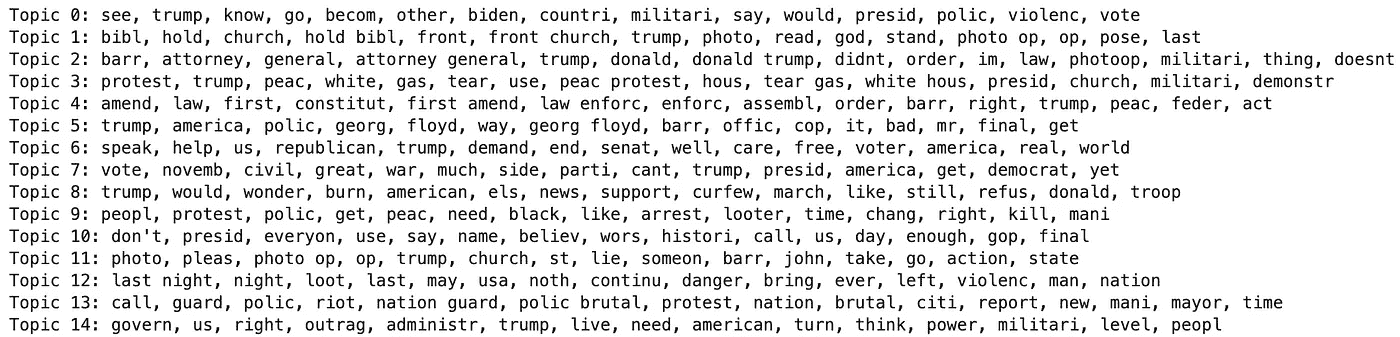 Topic 0: see, trump, know, go, becom, other, biden, countri, militari, say, would, presid, polic, violenc, vote
Topic 1: bibl, hold, church, hold bibl, front, front church, trump, photo, read, god, stand, photo op, op, pose, last
Topic 2: barr, attorney, general, attorney general, trump, donald, donald trump, didnt, order, im, law, photoop, militari, thing, doesnt
Topic 3: protest, trump, peac, white, gas, tear, use, peac protest, hous, tear gas, white hous, presid, church, militari, demonstr
Topic 4: amend, law, first, constitut, first amend, law enforc, enforc, assembl, order, barr, right, trump, peac, feder, act
Topic 5: trump, america, polic, georg, floyd, way, georg floyd, barr, offic, cop, it, bad, mr, final, get
Topic 6: speak, help, us, republican, trump, demand, end, senat, well, care, free, voter, america, real, world
Topic 7: vote, novemb, civil, great, war, much, side, parti, cant, trump, presid, america, get, democrat, yet
Topic 8: trump, would, wonder, burn, american, els, news, support, curfew, march, like, still, refus, donald, troop
Topic 9: peopl, protest, polic, get, peac, need, black, like, arrest, looter, time, chang, right, kill, mani
Topic 10: don't, presid, everyon, use, say, name, believ, wors, histori, call, us, day, enough, gop, final
Topic 11: photo, pleas, photo op, op, trump, church, st, lie, someon, barr, john, take, go, action, state
Topic 12: last night, night, loot, last, may, usa, noth, continu, danger, bring, ever, left, violenc, man, nation
Topic 13: call, guard, polic, riot, nation guard, polic brutal, protest, nation, brutal, citi, report, new, mani, mayor, time
Topic 14: govern, us, right, outrag, administr, trump, live, need, american, turn, think, power, militari, level, peopl